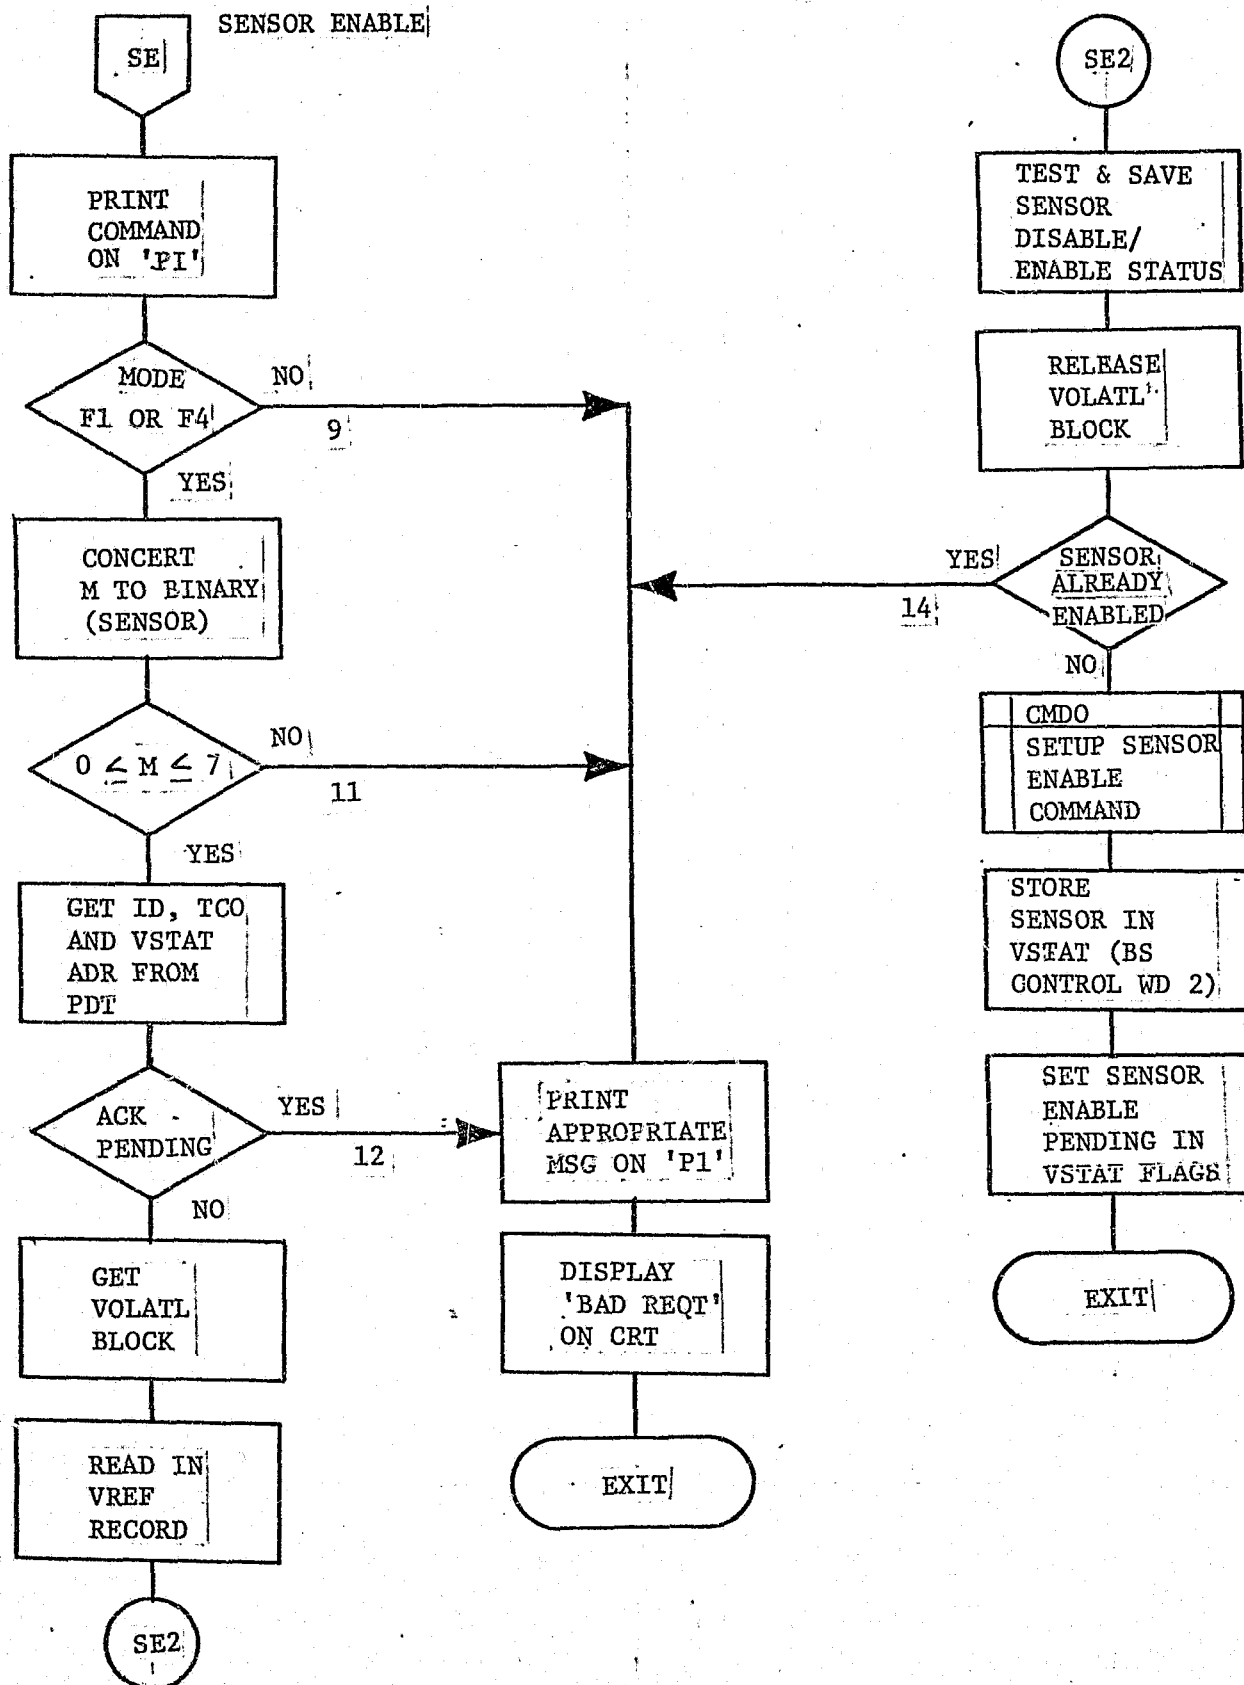 SENSOR ENABLE
SE
PRINT
COMMAND
ON 'PI'
MODE
F1 OR F4
NO
9
YES
CONCERT
M TO BINARY
(SENSOR)
0 ≤ M ≤ 7
NO
11
YES
GET ID, TCO
AND VSTAT
ADR FROM
PDT
ACK
PENDING
YES
12
NO
GET
VOLATL
BLOCK
READ IN
VREF
RECORD
SE2
PRINT
APPROPRIATE
MSG ON 'P1'
DISPLAY
'BAD REQT'
ON CRT
EXIT
SE2
TEST & SAVE
SENSOR
DISABLE/
ENABLE STATUS
RELEASE
VOLATL
BLOCK
SENSOR
ALREADY
ENABLED
YES
14
NO
CMDO
SETUP SENSOR
ENABLE
COMMAND
STORE
SENSOR IN
VSTAT (BS
CONTROL WD 2)
SET SENSOR
ENABLE
PENDING IN
VSTAT FLAGS
EXIT